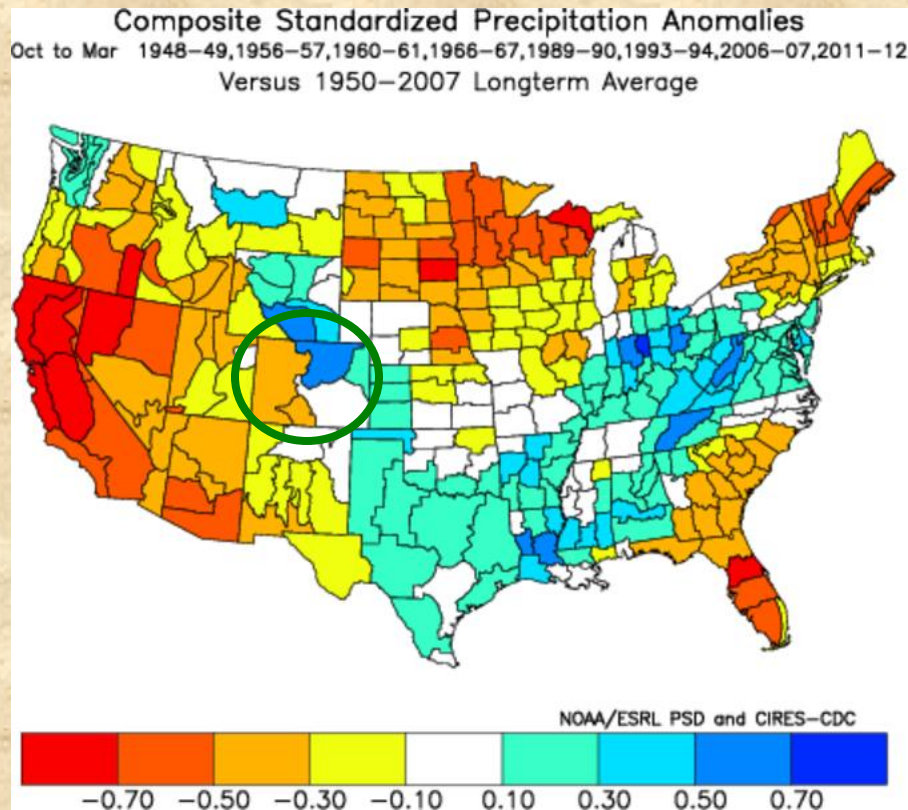 Composite Standardized Precipitation Anomalies
Oct to Mar 1948-49,1956-57,1960-61,1966-67,1989-90,1993-94,2006-07,2011-12
Versus 1950-2007 Longterm Average
NOAA/ESRL PSD and CIRES-CDC
-0.70 -0.50 -0.30 -0.10 0.10 0.30 0.50 0.70